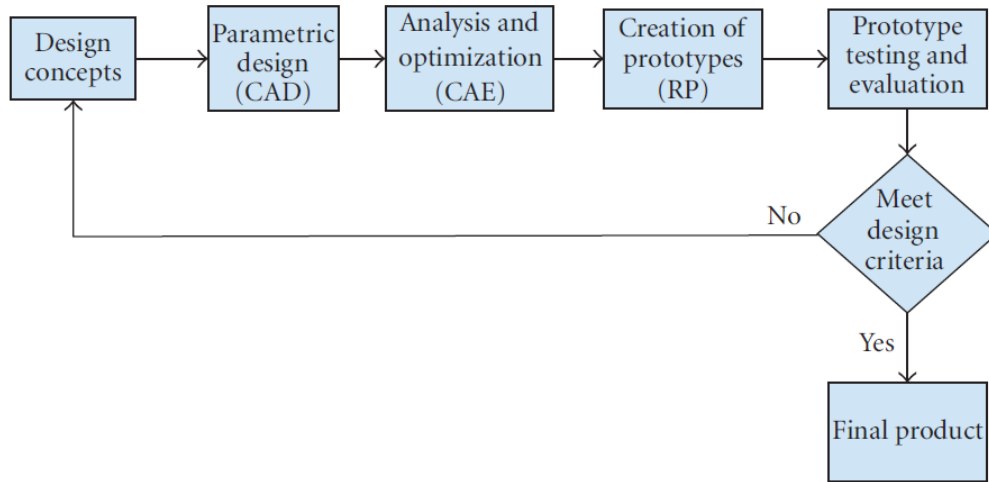 Design
concepts
Parametric
design
(CAD)
Analysis and
optimization
(CAE)
Creation of
prototypes
(RP)
Prototype
testing and
evaluation
No
Meet
design
criteria
Yes
Final product